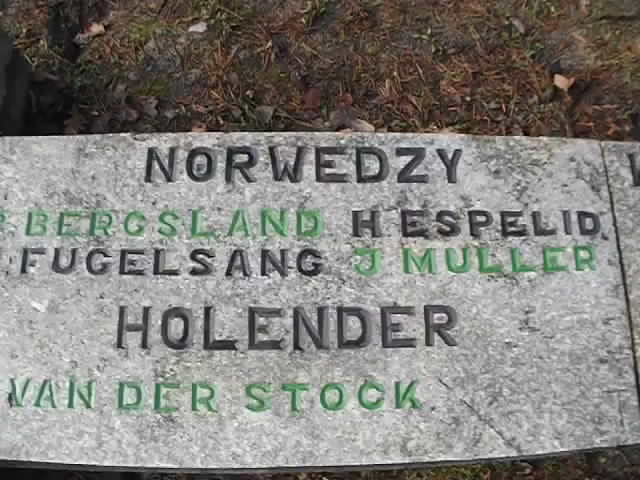 NORWEDZY
BERGSLAND H ESPELID
FUGELSANG J MULLER
HOLENDER
VAN DER STOCK